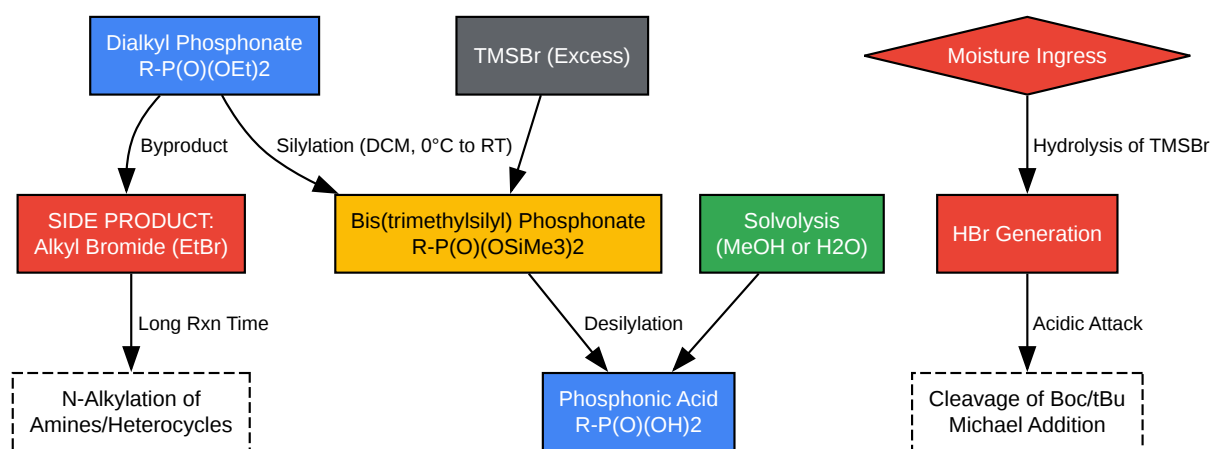 Dialkyl Phosphonate
R-P(O)(OEt)2
TMSBr (Excess)
Moisture Ingress
Byproduct
Silylation (DCM, 0°C to RT)
Hydrolysis of TMSBr
SIDE PRODUCT:
Alkyl Bromide (EtBr)
Bis(trimethylsilyl) Phosphonate
R-P(O)(OSiMe3)2
Solvolysis
(MeOH or H2O)
HBr Generation
Long Rxn Time
Desilylation
Acidic Attack
N-Alkylation of
Amines/Heterocycles
Phosphonic Acid
R-P(O)(OH)2
Cleavage of Boc/tBu
Michael Addition